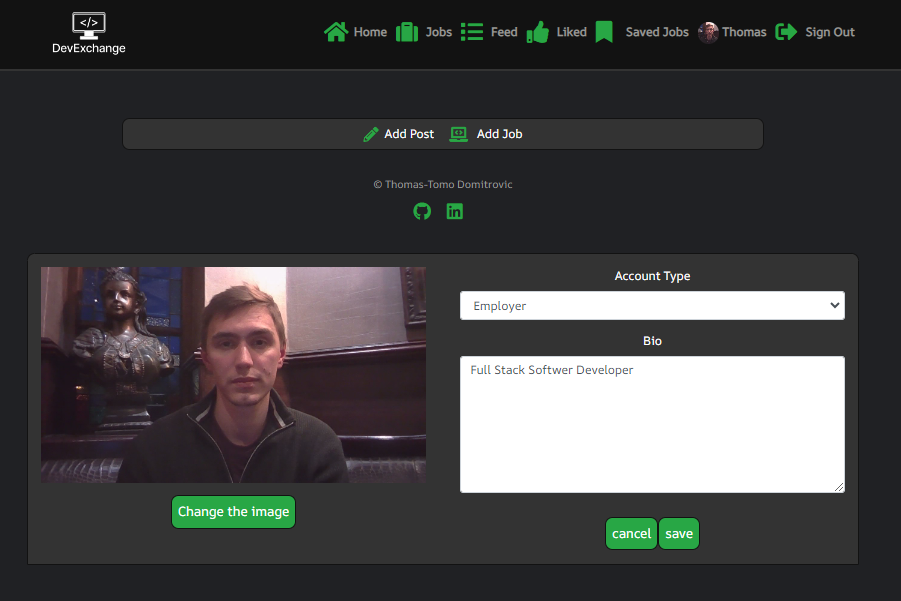 </>
DevExchange
Home Jobs Feed Liked Saved Jobs Thomas Sign Out
Add Post Add Job
© Thomas-Tomo Domitrovic
in
Account Type
Employer
Bio
Full Stack Softwer Developer
Change the image
cancel save